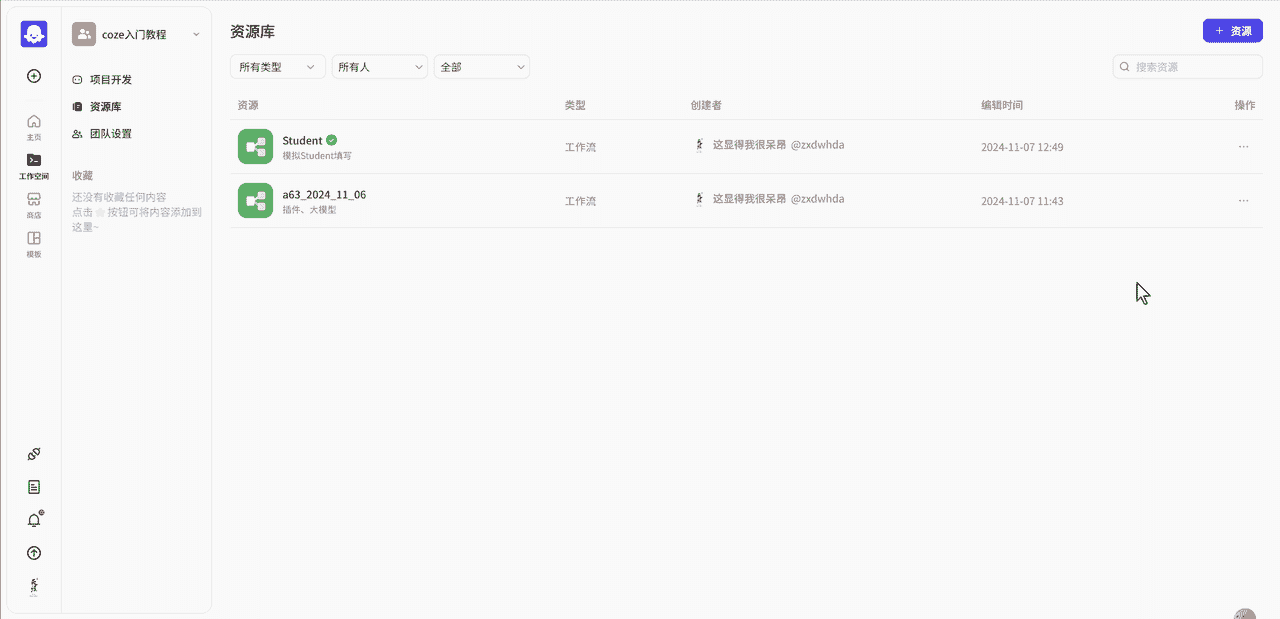 coze入门教程
项目开发
资源库
团队设置
收藏
还没有收藏任何内容
点击 按钮可将内容添加到
这里~
主页
工作空间
商店
模板
资源库
+ 资源
所有类型
所有人
全部
搜索资源
资源 类型 创建者 编辑时间 操作
Student
模拟Student填写
工作流
这显得我很呆昂 @zxdwhda
2024-11-07 12:49
a63_2024_11_06
插件、大模型
工作流
这显得我很呆昂 @zxdwhda
2024-11-07 11:43